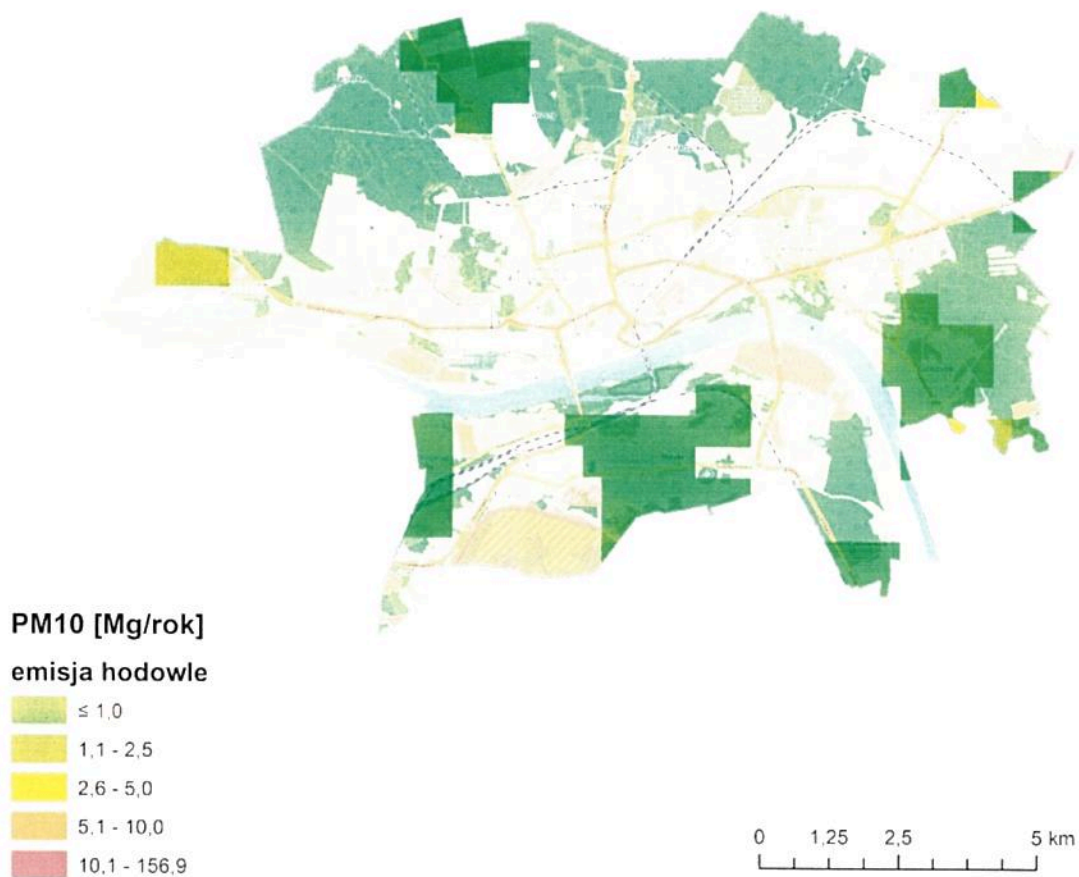 PM10 [Mg/rok]
emisja hodowle
≤ 1,0
1,1 - 2,5
2,6 - 5,0
5,1 - 10,0
10,1 - 156,9
0 1,25 2,5 5 km